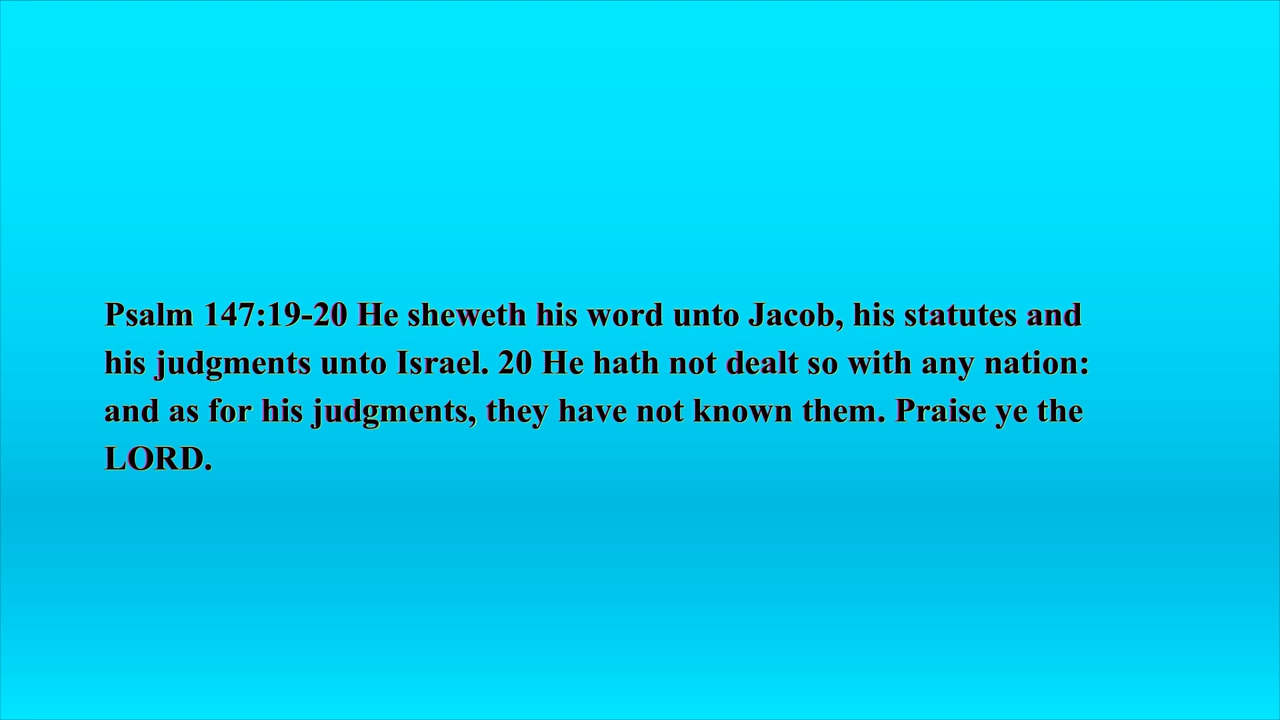 Psalm 147:19-20 He sheweth his word unto Jacob, his statutes and
his judgments unto Israel. 20 He hath not dealt so with any nation:
and as for his judgments, they have not known them. Praise ye the
LORD.